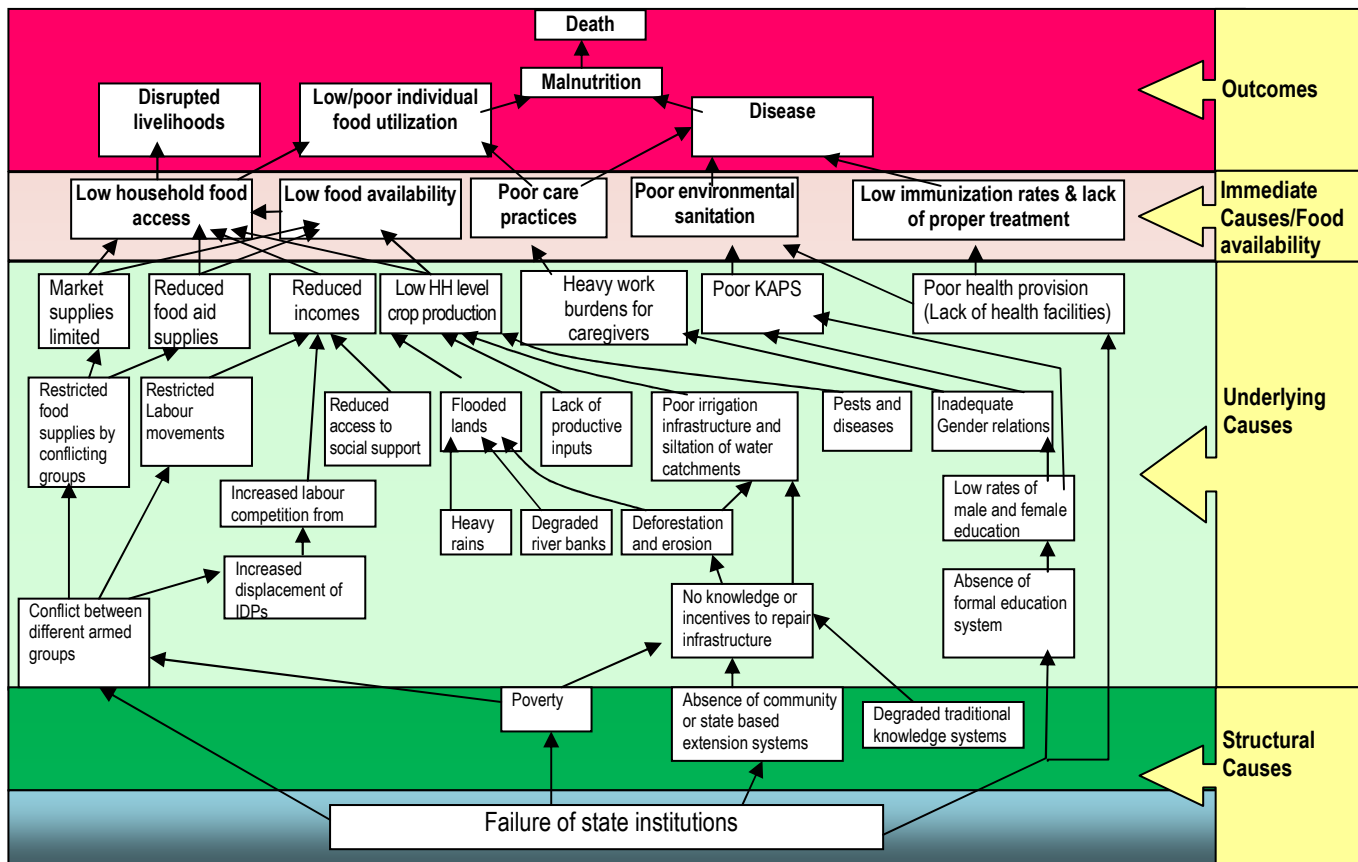 Death
Malnutrition
Disrupted
livelihoods
Low/poor individual
food utilization
Disease
Outcomes
Low household food
access
Low food availability
Poor care
practices
Poor environmental
sanitation
Low immunization rates & lack
of proper treatment
Immediate
Causes/Food
availability
Market
supplies
limited
Reduced
food aid
supplies
Reduced
incomes
Low HH level
crop production
Heavy work
burdens for
caregivers
Poor KAPS
Poor health provision
(Lack of health facilities)
Restricted
food
supplies by
conflicting
groups
Restricted
Labour
movements
Reduced
access to
social support
Flooded
lands
Lack of
productive
inputs
Poor irrigation
infrastructure and
siltation of water
catchments
Pests and
diseases
Inadequate
Gender relations
Underlying
Causes
Increased labour
competition from
Heavy
rains
Degraded
river banks
Deforestation
and erosion
Low rates of
male and female
education
Increased
displacement of
IDPs
Conflict between
different armed
groups
No knowledge or
incentives to repair
infrastructure
Absence of
formal education
system
Poverty
Absence of community
or state based
extension systems
Degraded traditional
knowledge systems
Structural
Causes
Failure of state institutions